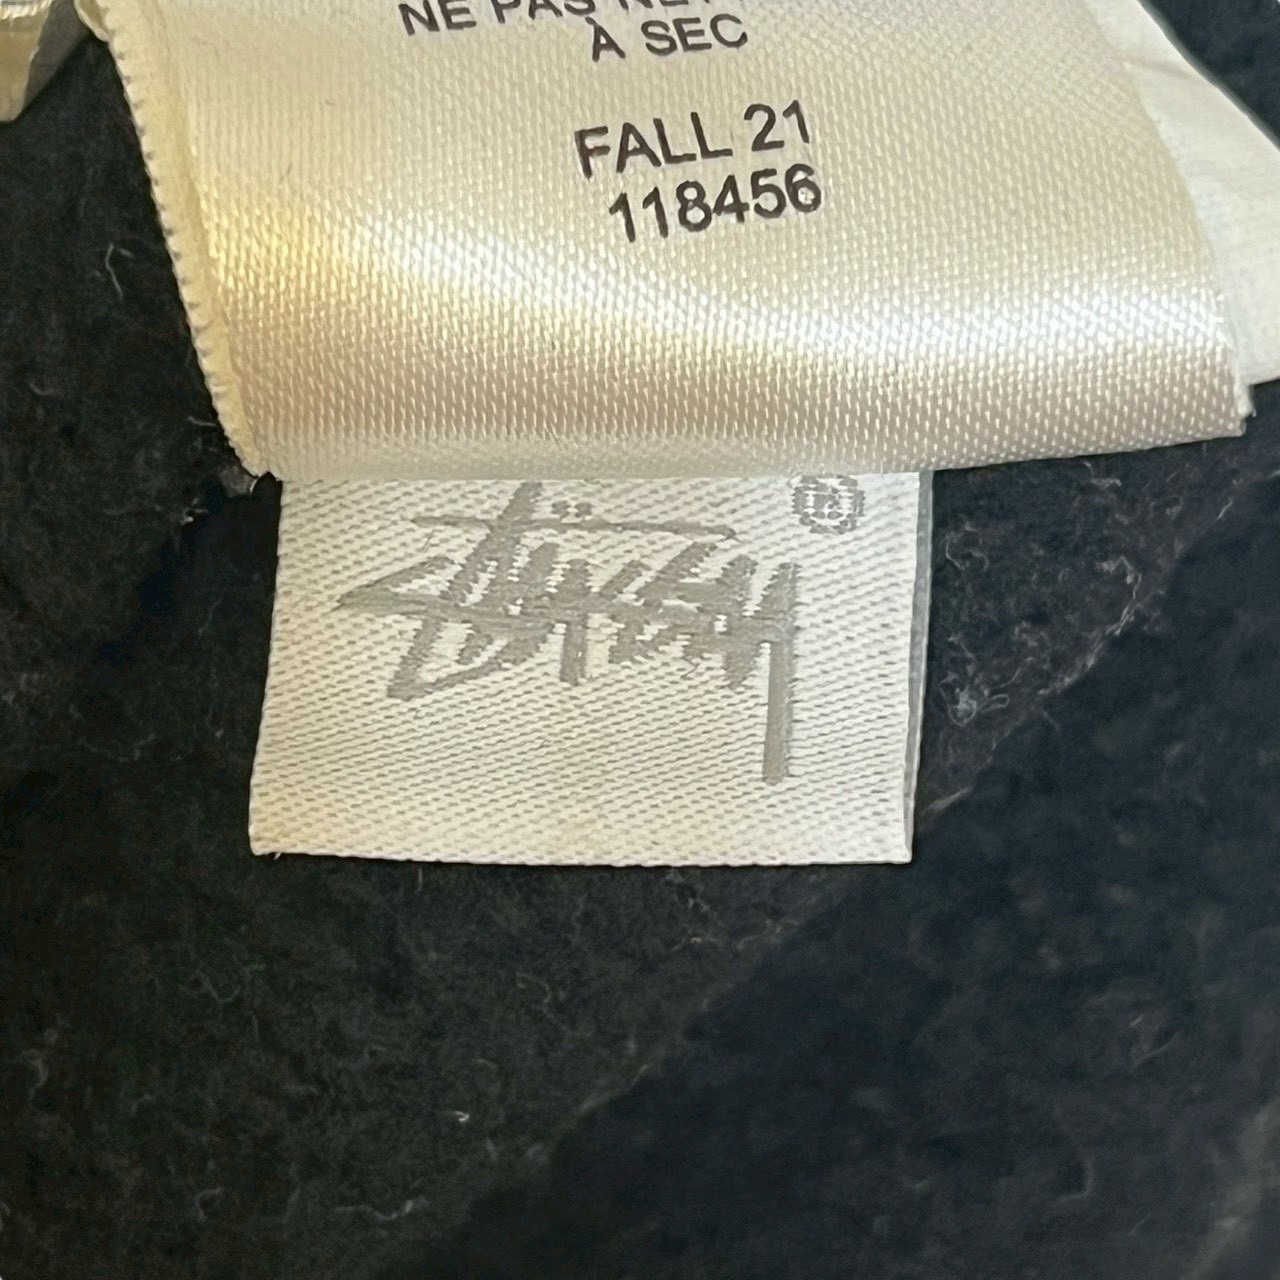 NE PAS
À SEC
FALL 21
118456
Stüssy
®